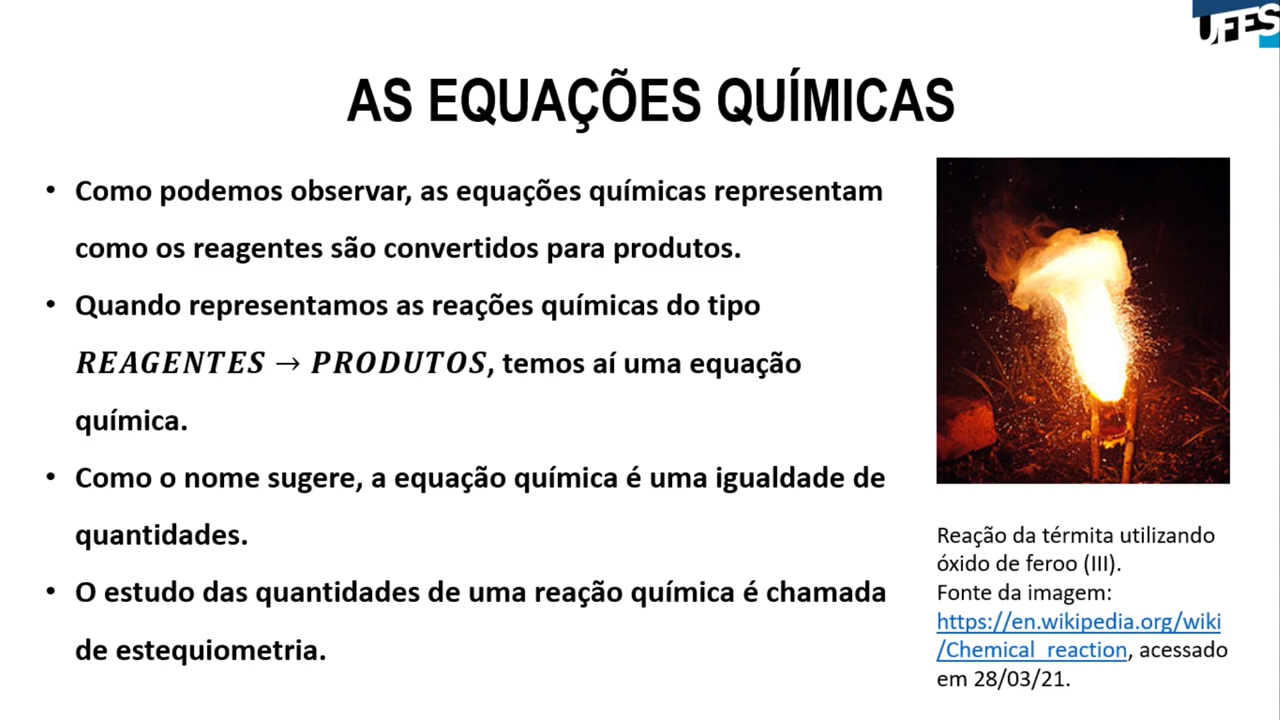 UFES
AS EQUAÇÕES QUÍMICAS
• Como podemos observar, as equações químicas representam
como os reagentes são convertidos para produtos.
• Quando representamos as reações químicas do tipo
REAGENTES → PRODUTOS, temos aí uma equação
química.
• Como o nome sugere, a equação química é uma igualdade de
quantidades.
• O estudo das quantidades de uma reação química é chamada
de estequiometria.
Reação da térmita utilizando
óxido de feroo (III).
Fonte da imagem:
https://en.wikipedia.org/wiki
/Chemical_reaction, acessado
em 28/03/21.